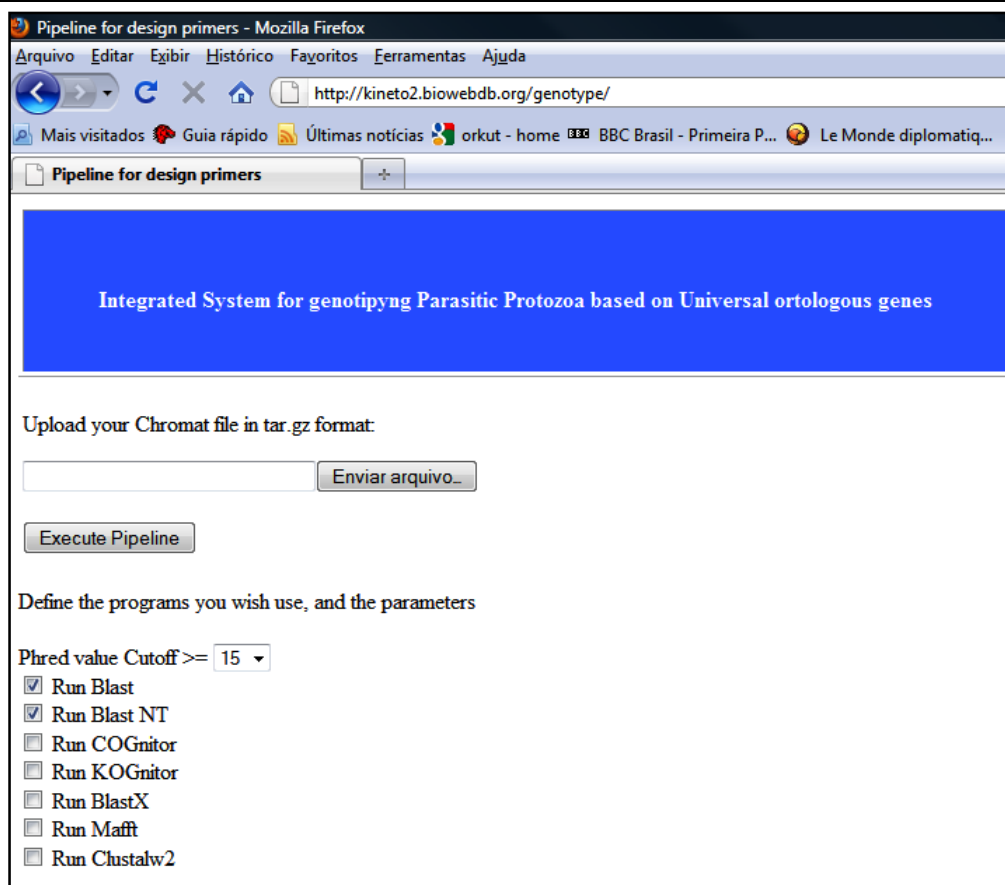 Pipeline for design primers - Mozilla Firefox
Arquivo Editar Exibir Histórico Favoritos Ferramentas Ajuda
http://kineto2.biowebdb.org/genotype/
Mais visitados Guia rápido Últimas notícias orkut - home BBC BBC Brasil - Primeira P... Le Monde diplomatiq...
Pipeline for design primers
Integrated System for genotipyng Parasitic Protozoa based on Universal ortologous genes
Upload your Chromat file in tar.gz format:
Enviar arquivo...
Execute Pipeline
Define the programs you wish use, and the parameters
Phred value Cutoff >= 15
Run Blast
Run Blast NT
Run COGnitor
Run KOGnitor
Run BlastX
Run Mafft
Run Clustalw2